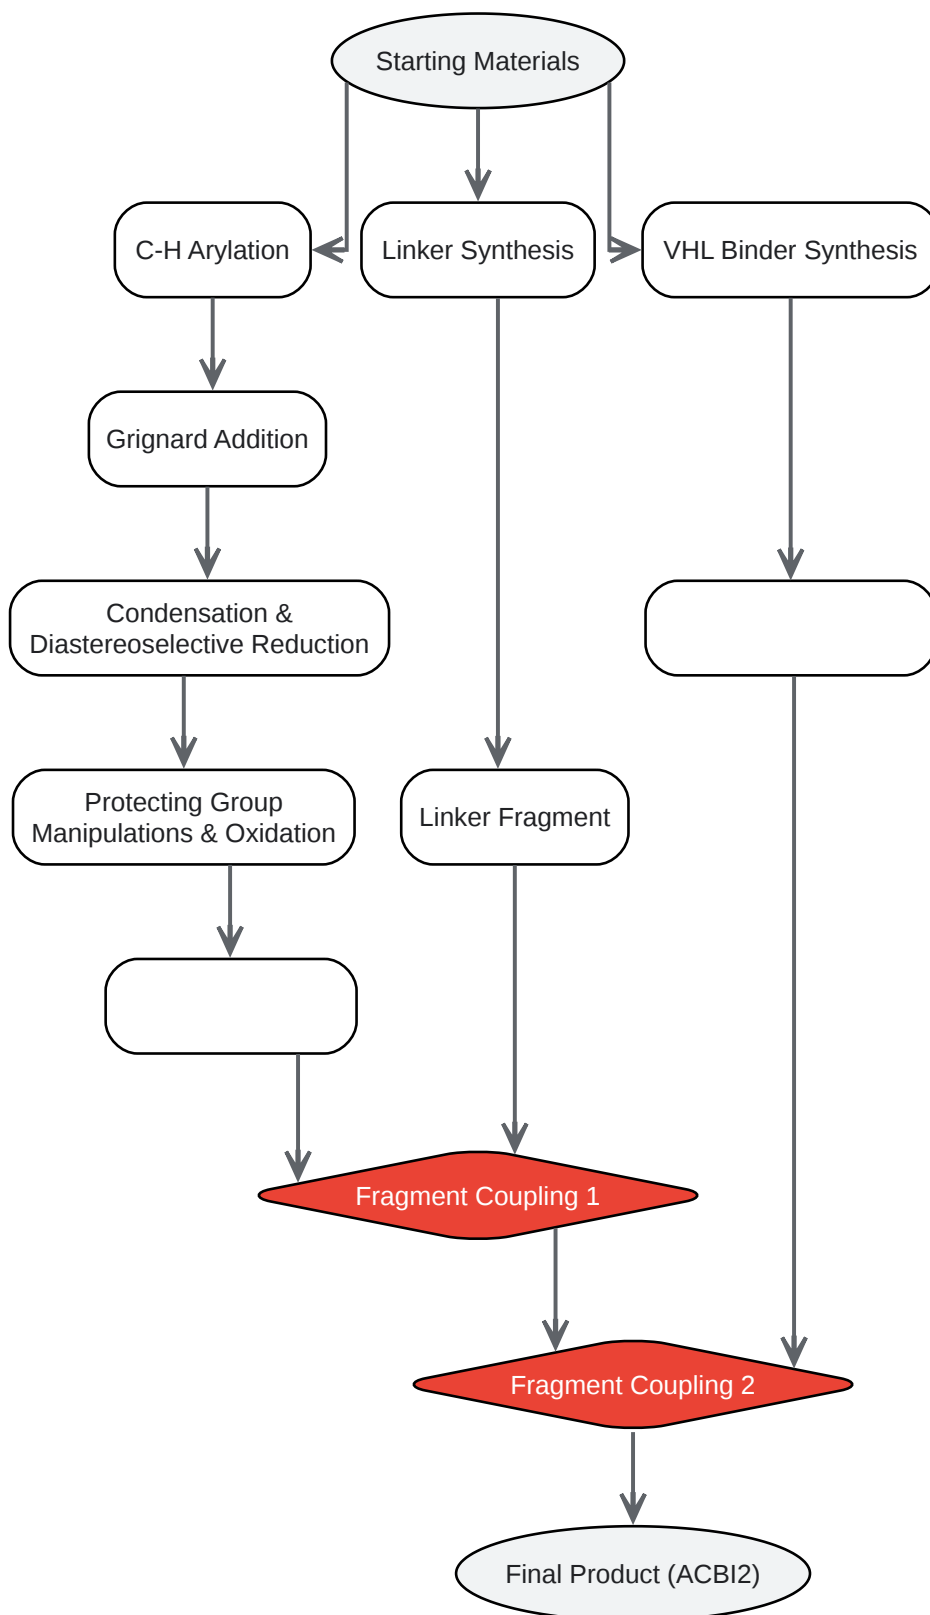 Starting Materials
C-H Arylation
Linker Synthesis
VHL Binder Synthesis
Grignard Addition
Condensation &
Diastereoselective Reduction
Protecting Group
Manipulations & Oxidation
Linker Fragment
Fragment Coupling 1
Fragment Coupling 2
Final Product (ACBI2)